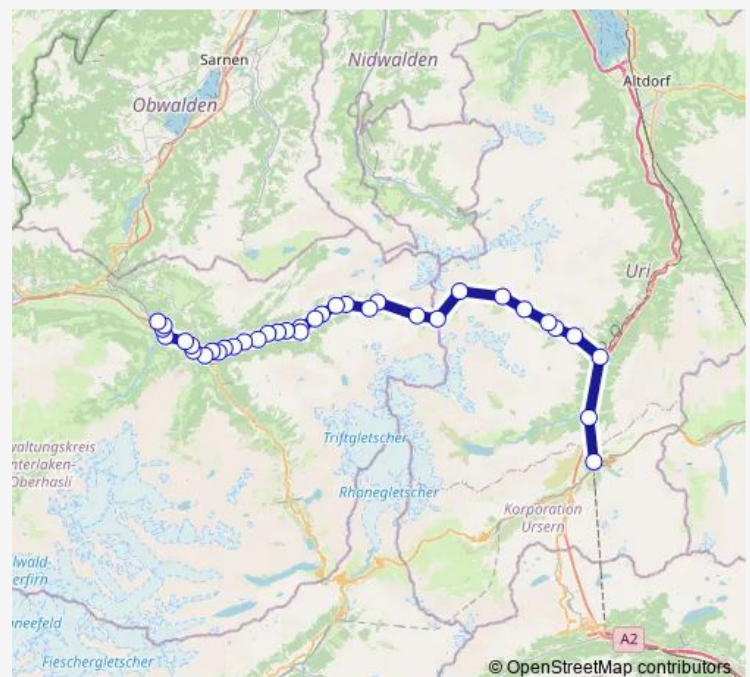 Sarnen
Nidwalden
Obwalden
Altdorf
Uri
waltungskreis
nterlaken-
Oberhasli
Triftgletscher
Rhonegletscher
Korporation
Ursern
lwald-
erfirn
neefeld
Fieschergletscher
A2
© OpenStreetMap contributors